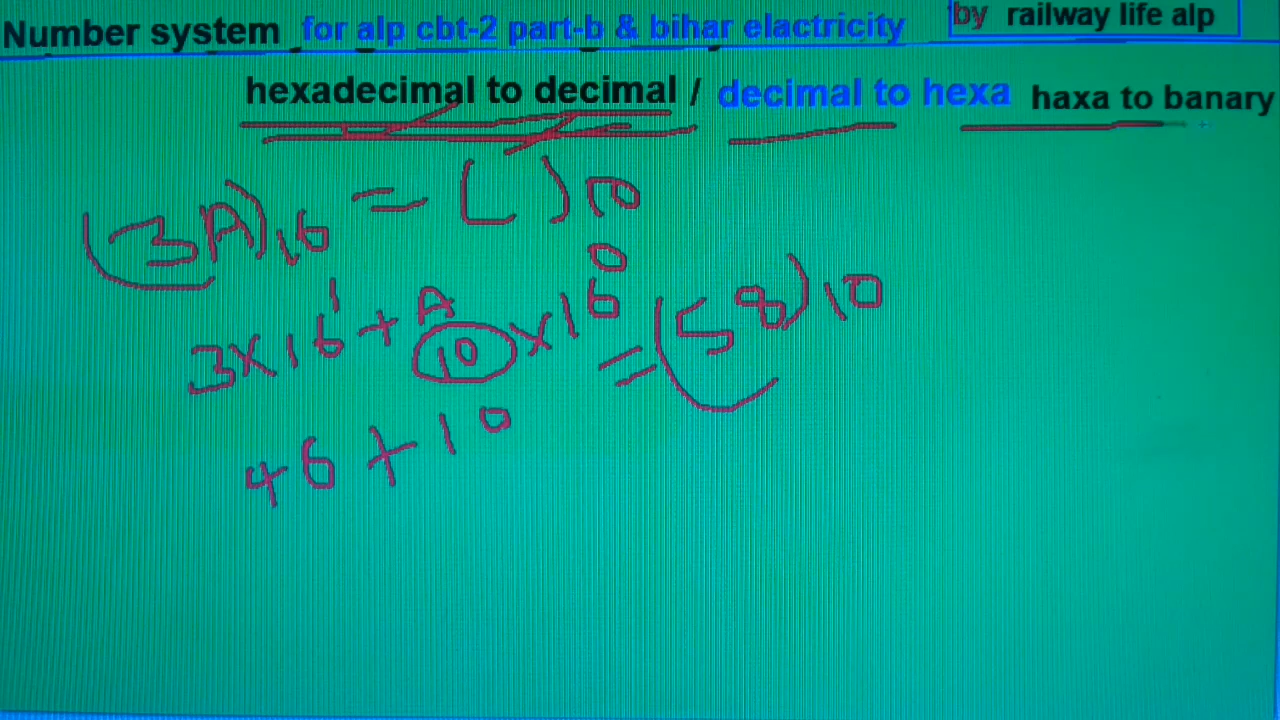 Number system for alp cbt-2 part-b & bihar elactricity by railway life alp
hexadecimal to decimal / decimal to hexa haxa to banary
(3A)16 = ( )10
3×16¹ + A 10 ×16⁰ = (58)10
46+10